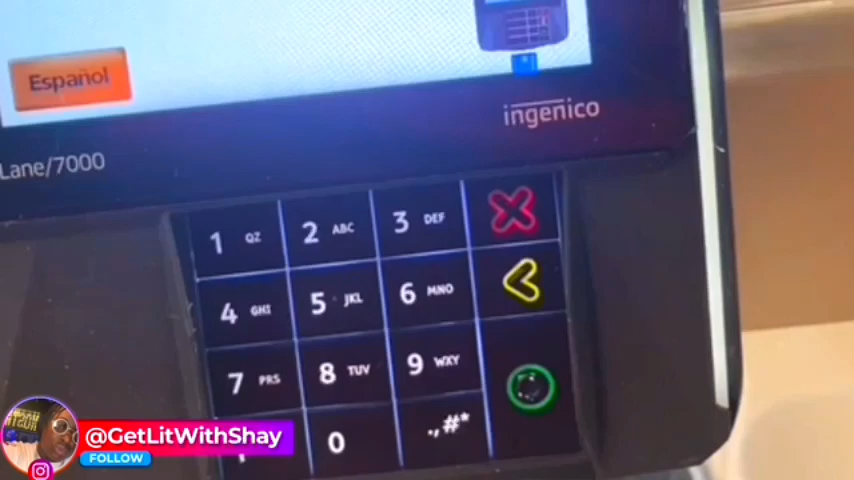 Español
ingenico
Lane/7000
1 QZ 2 ABC 3 DEF
4 GHI 5 JKL 6 MNO
7 PRS 8 TUV 9 WXY
0 .,#*
@GetLitWithShay
FOLLOW